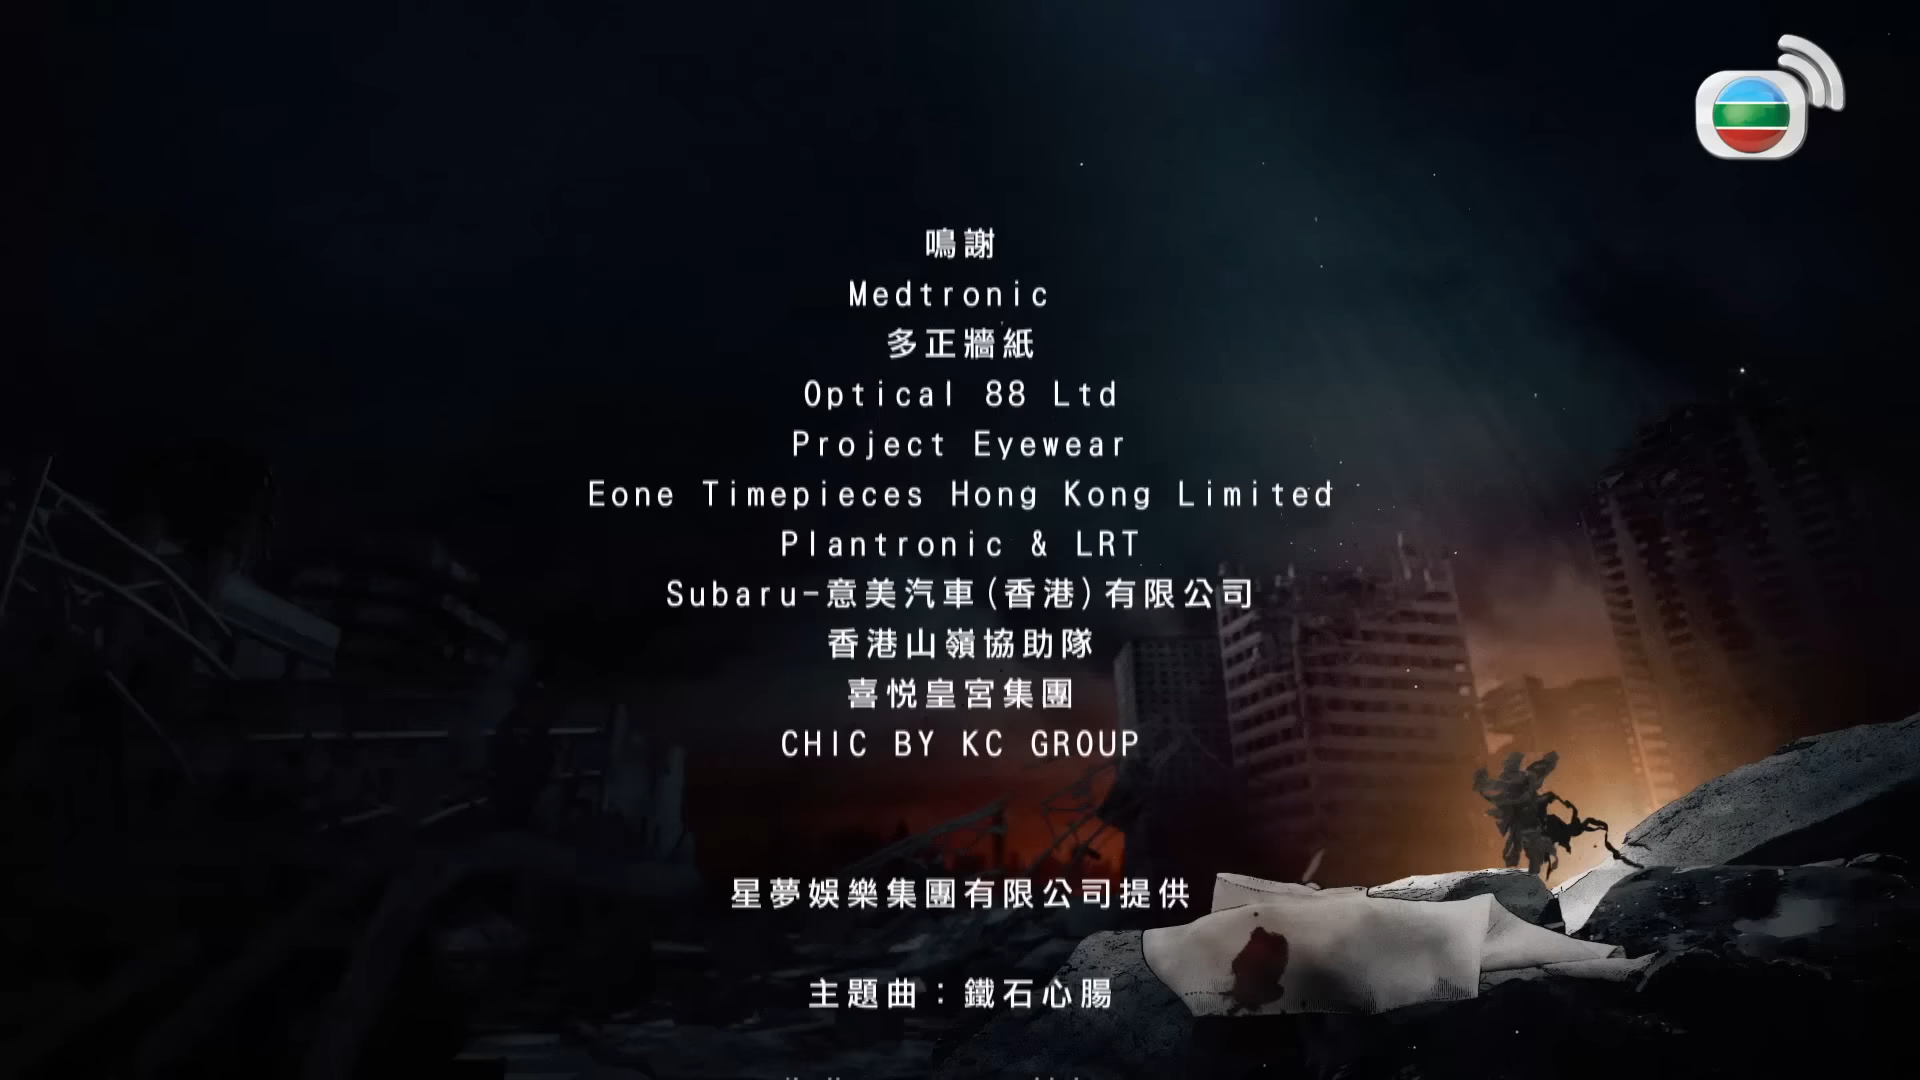 鳴謝
Medtronic
多正牆紙
Optical 88 Ltd
Project Eyewear
Eone Timepieces Hong Kong Limited
Plantronic & LRT
Subaru-意美汽車(香港)有限公司
香港山嶺協助隊
喜悅皇宮集團
CHIC BY KC GROUP
星夢娛樂集團有限公司提供
主題曲：鐵石心腸